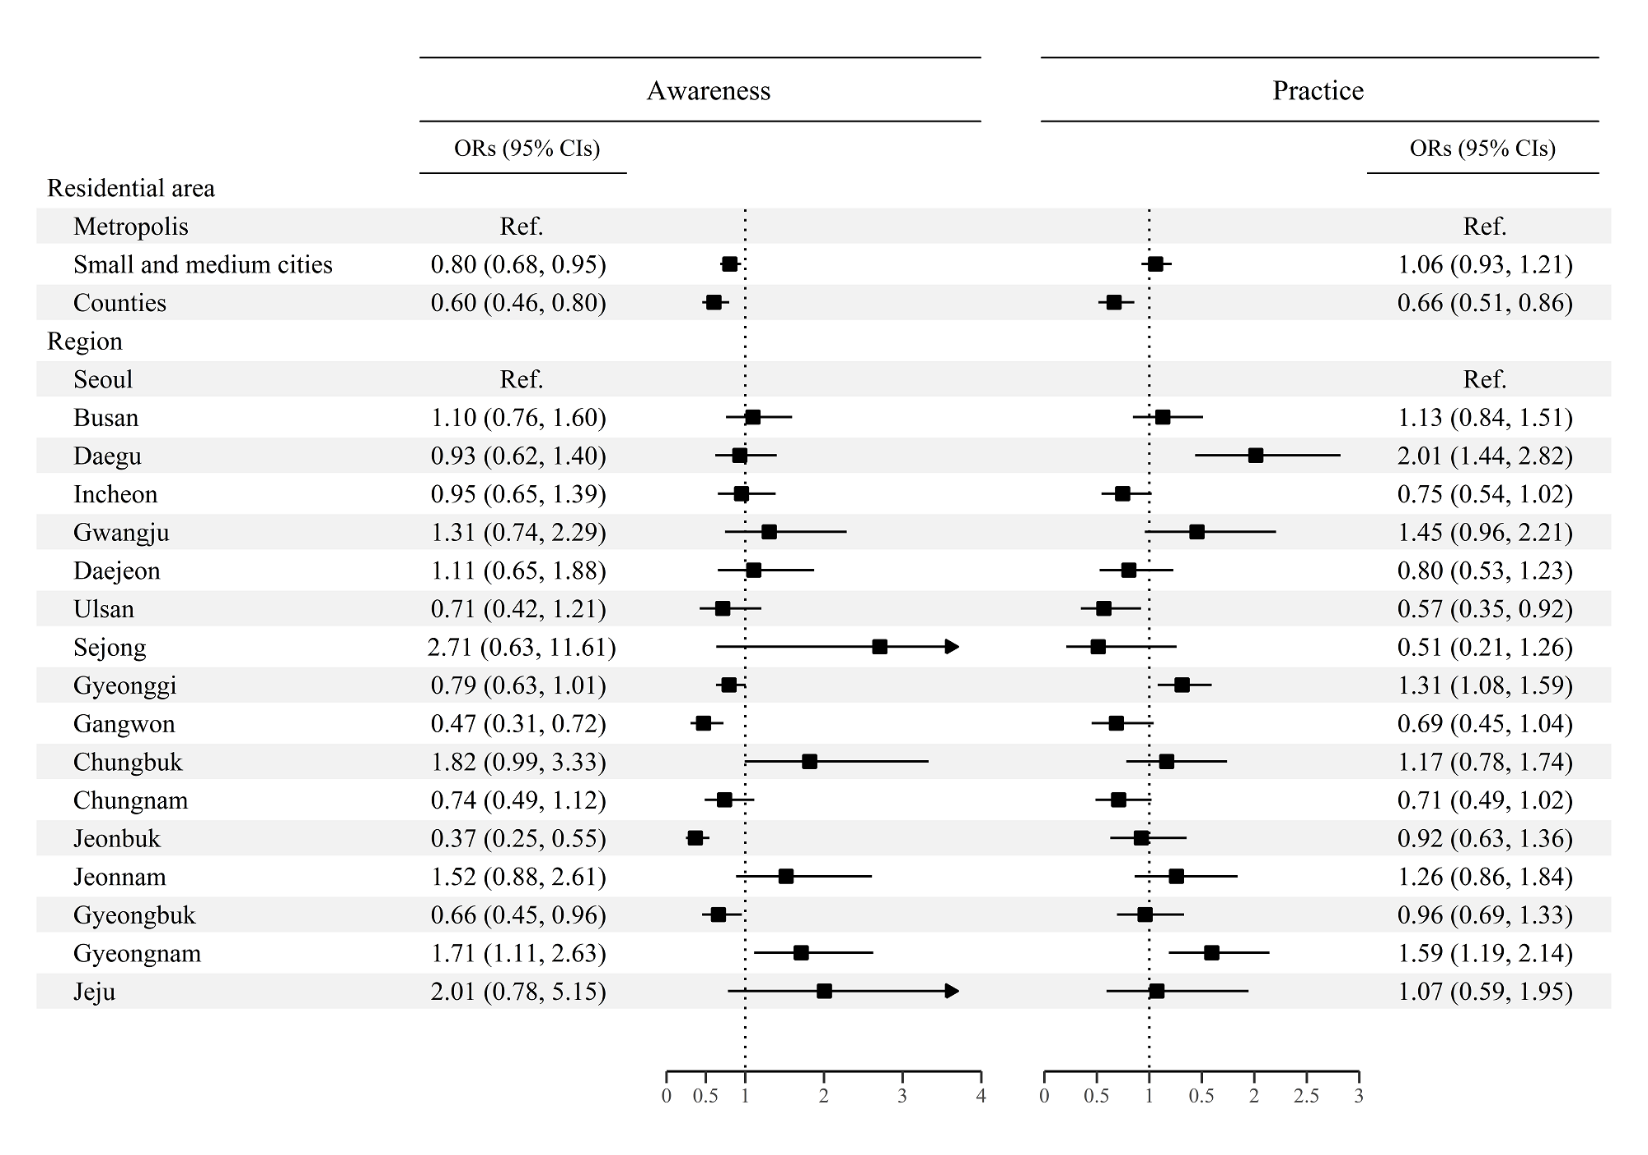 Awareness Practice
ORs (95% CIs) ORs (95% CIs)
Residential area
Metropolis Ref. Ref.
Small and medium cities 0.80 (0.68, 0.95) 1.06 (0.93, 1.21)
Counties 0.60 (0.46, 0.80) 0.66 (0.51, 0.86)
Region
Seoul Ref. Ref.
Busan 1.10 (0.76, 1.60) 1.13 (0.84, 1.51)
Daegu 0.93 (0.62, 1.40) 2.01 (1.44, 2.82)
Incheon 0.95 (0.65, 1.39) 0.75 (0.54, 1.02)
Gwangju 1.31 (0.74, 2.29) 1.45 (0.96, 2.21)
Daejeon 1.11 (0.65, 1.88) 0.80 (0.53, 1.23)
Ulsan 0.71 (0.42, 1.21) 0.57 (0.35, 0.92)
Sejong 2.71 (0.63, 11.61) 0.51 (0.21, 1.26)
Gyeonggi 0.79 (0.63, 1.01) 1.31 (1.08, 1.59)
Gangwon 0.47 (0.31, 0.72) 0.69 (0.45, 1.04)
Chungbuk 1.82 (0.99, 3.33) 1.17 (0.78, 1.74)
Chungnam 0.74 (0.49, 1.12) 0.71 (0.49, 1.02)
Jeonbuk 0.37 (0.25, 0.55) 0.92 (0.63, 1.36)
Jeonnam 1.52 (0.88, 2.61) 1.26 (0.86, 1.84)
Gyeongbuk 0.66 (0.45, 0.96) 0.96 (0.69, 1.33)
Gyeongnam 1.71 (1.11, 2.63) 1.59 (1.19, 2.14)
Jeju 2.01 (0.78, 5.15) 1.07 (0.59, 1.95)
0 0.5 1 2 3 4 0 0.5 1 0.5 2 2.5 3